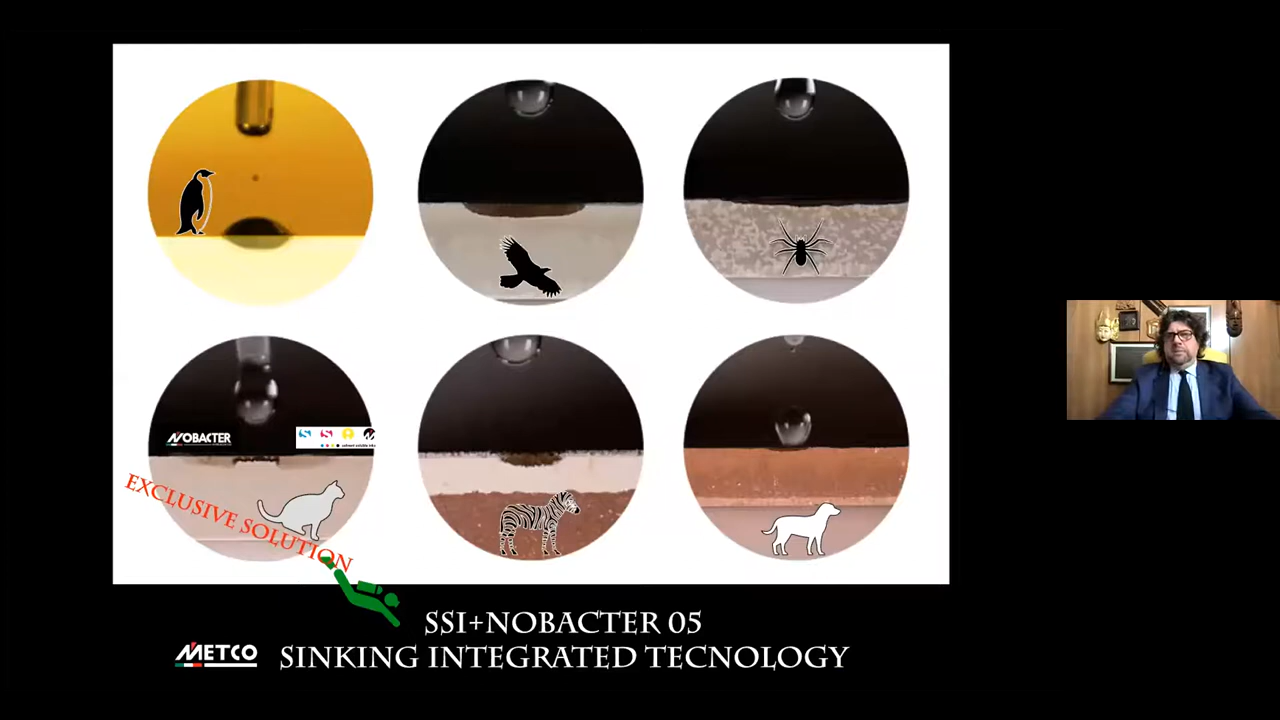 NOBACTER
EXCLUSIVE SOLUTION
SSI+NOBACTER 05
METCO
SINKING INTEGRATED TECNOLOGY